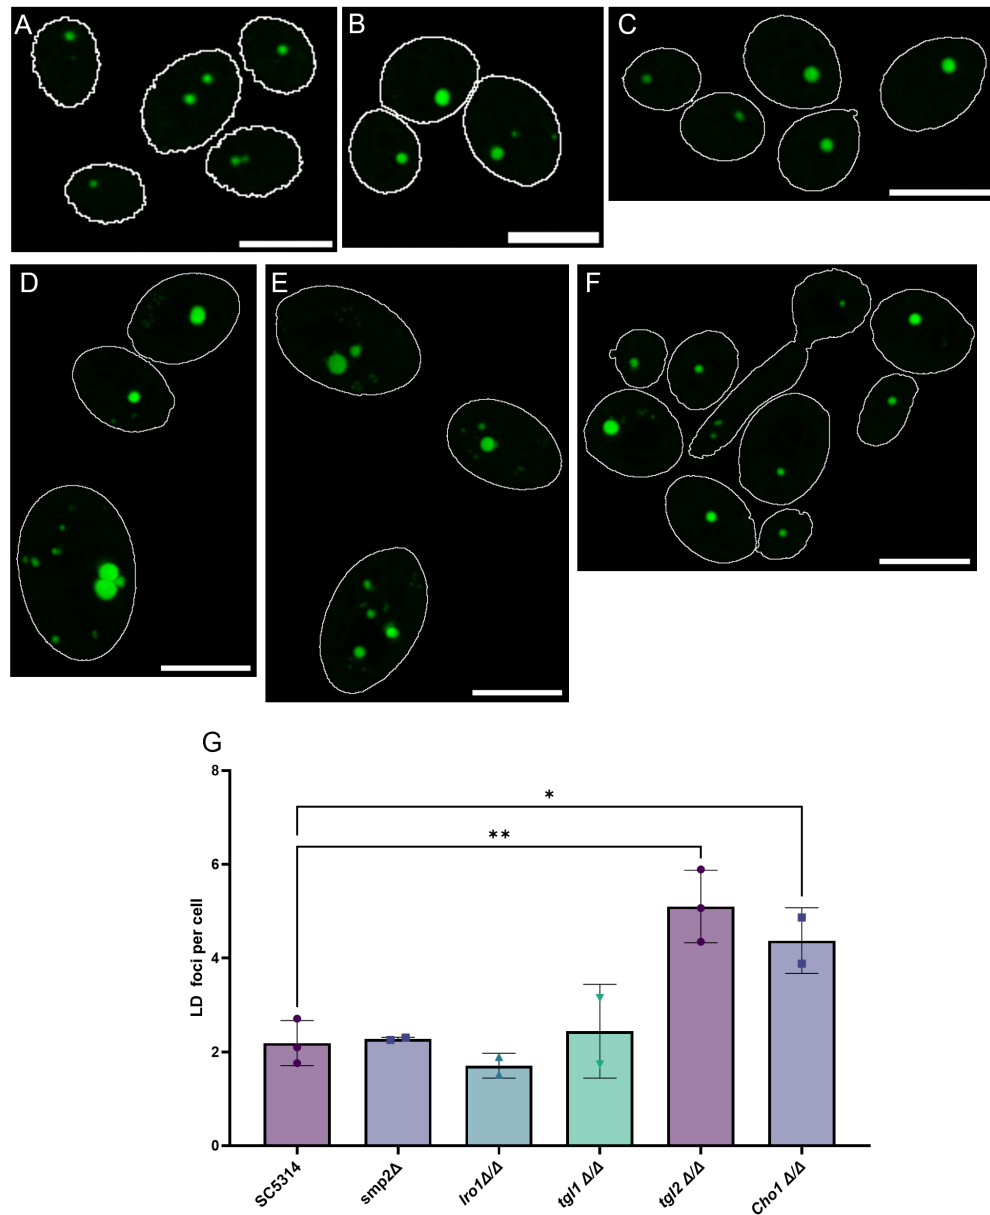 A
B
C
D
E
F
G
8
6
4
2
0
LD foci per cell
*
**
SC5314
smp2Δ
lro1Δ/Δ
tgl1 Δ/Δ
tgl2 Δ/Δ
Cho1 Δ/Δ